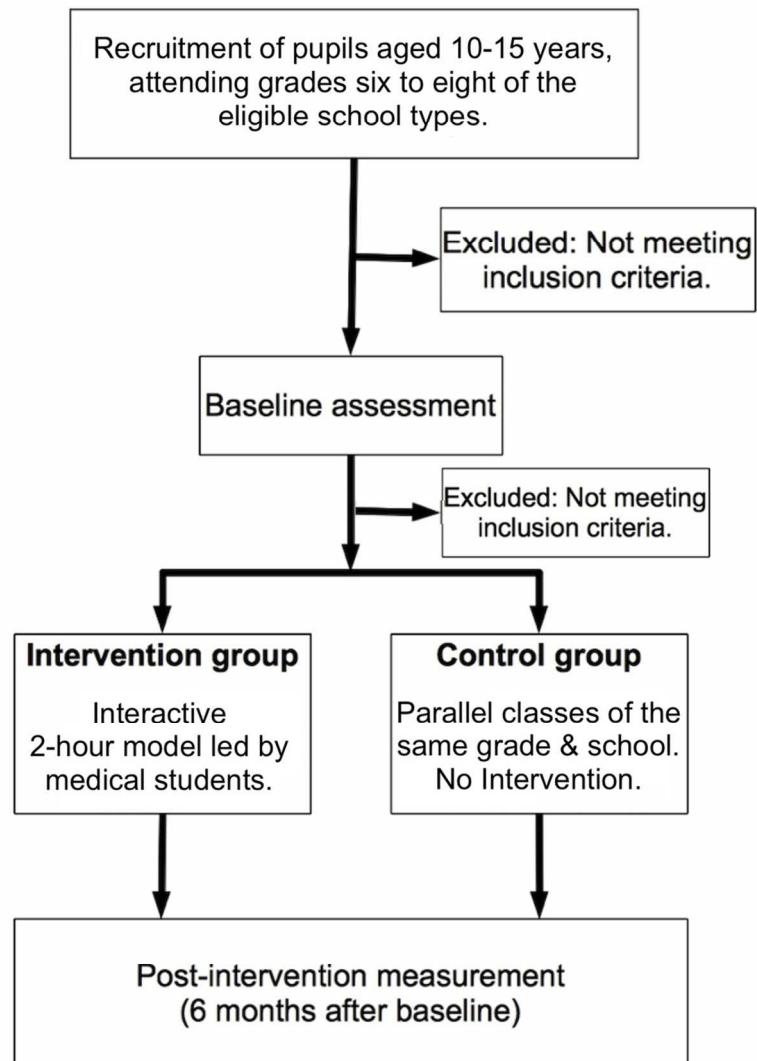 Recruitment of pupils aged 10-15 years,
attending grades six to eight of the
eligible school types.
Excluded: Not meeting
inclusion criteria.
Baseline assessment
Excluded: Not meeting
inclusion criteria.
Intervention group
Interactive
2-hour model led by
medical students.
Control group
Parallel classes of the
same grade & school.
No Intervention.
Post-intervention measurement
(6 months after baseline)